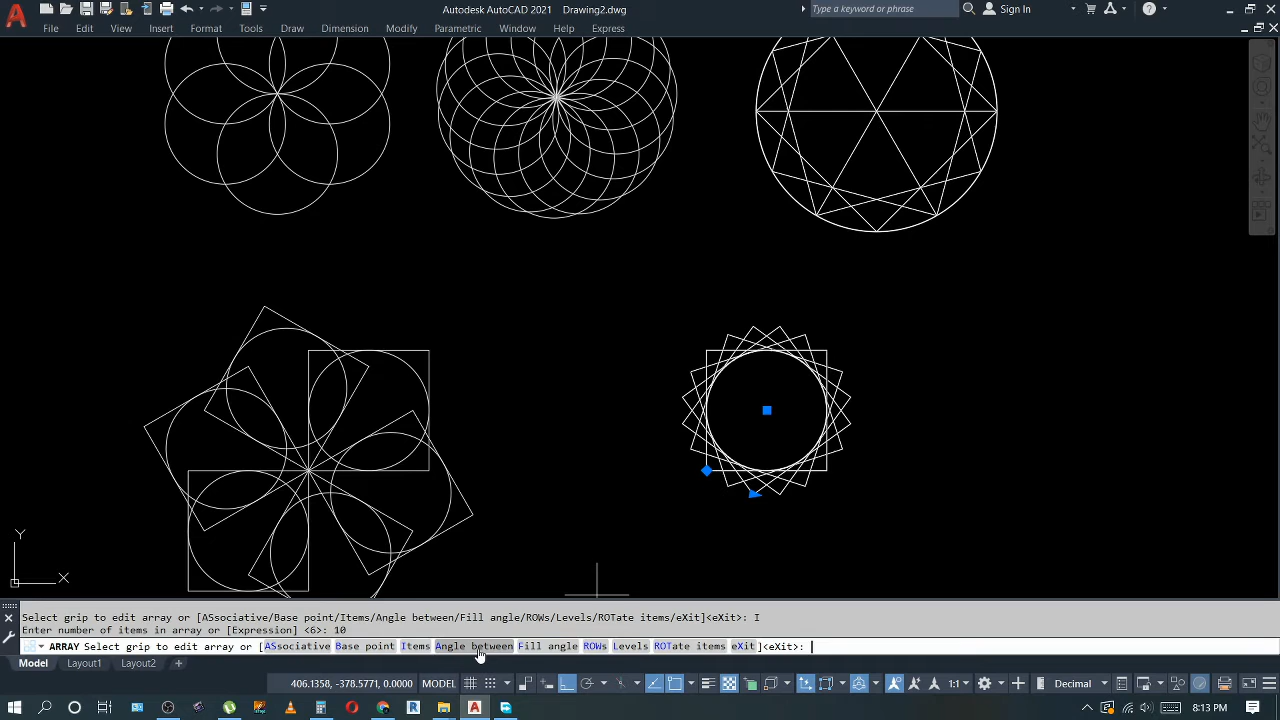 Autodesk AutoCAD 2021 Drawing2.dwg
Type a keyword or phrase
Sign In
File Edit View Insert Format Tools Draw Dimension Modify Parametric Window Help Express
Y
X
Select grip to edit array or [ASsociative/Base point/Items/Angle between/Fill angle/ROWs/Levels/ROTate items/eXit]<eXit>: I
Enter number of items in array or [Expression] <6>: 10
ARRAY Select grip to edit array or [ASsociative Base point Items Angle between Fill angle ROWs Levels ROTate items eXit]<eXit>:
Model Layout1 Layout2 +
406.1358, -378.5771, 0.0000 MODEL 1:1 Decimal
8:13 PM